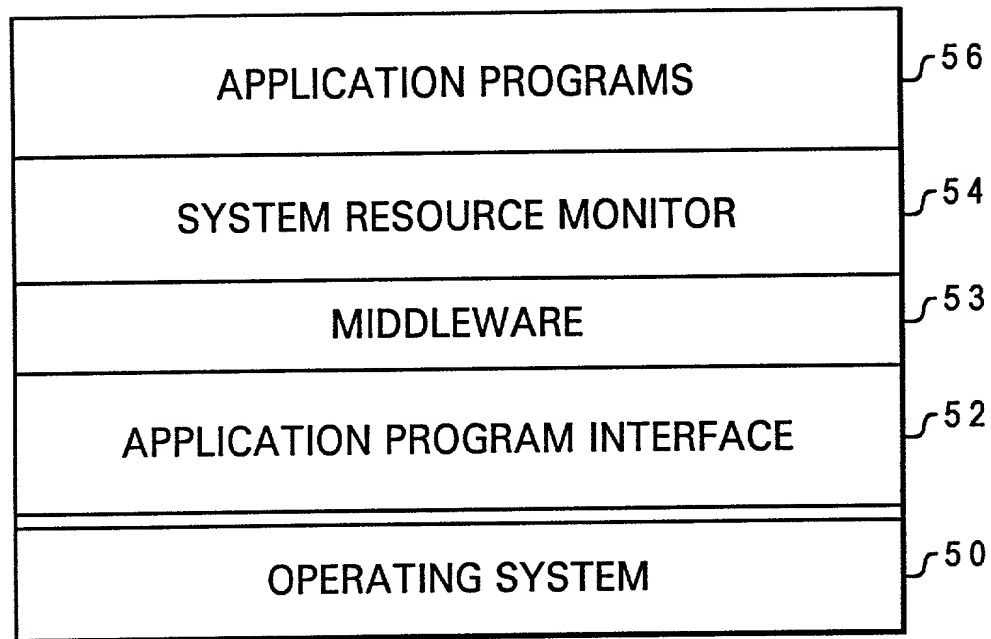 APPLICATION PROGRAMS 56
SYSTEM RESOURCE MONITOR 54
MIDDLEWARE 53
APPLICATION PROGRAM INTERFACE 52
OPERATING SYSTEM 50